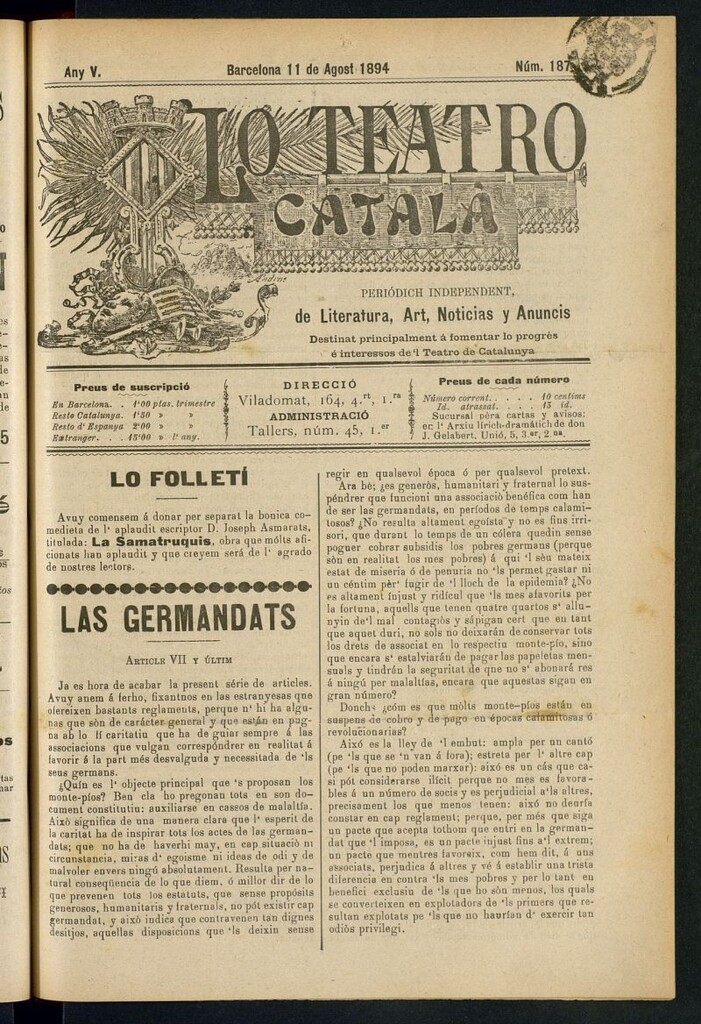 Any V.
Barcelona 11 de Agost 1894
Núm. 187
LO TEATRO
CATALÀ
PERIÓDICH INDEPENDENT,
de Literatura, Art, Noticias y Anuncis
Destinat principalment á fomentar lo progrès
é interessos de 'l Teatro de Catalunya
Preus de suscripció
En Barcelona. . . 1'00 ptas. trimestre
Resto Catalunya. 1'50 » »
Resto d' Espanya 2'00 » »
Extranger. . . 15'00 » l' any.
DIRECCIÓ
Viladomat, 164, 4.rt, 1.ra
ADMINISTRACIÓ
Tallers, núm. 45, 1.er
Preus de cada número
Número corrent. . . . . 10 centims
Id. atrassat. . . . . 15 id.
Sucursal pera cartas y avisos:
en l' Arxiu lírich-dramátich de don
J. Gelabert. Unió, 5, 3.er, 2.na.
LO FOLLETÍ
Avuy comensem á donar per separat la bonica co-
medieta de l' aplaudit escriptor D. Joseph Asmarats,
titulada: La Samatruquis, obra que mólts afi-
cionats han aplaudit y que creyem será de l' agrado
de nostres lectors.
LAS GERMANDATS
ARTICLE VII Y ÚLTIM
Ja es hora de acabar la present série de articles.
Avuy anem á ferho, fixantnos en las estranyesas que
ofereixen bastants reglaments, perque n' hi ha algu-
nas que són de carácter general y que están en pug-
na ab lo fí caritatiu que ha de guiar sempre á las
associacions que vulgan correspóndrer en realitat á
favorir á la part més desvalguda y necessitada de 'ls
seus germans.
¿Quín es l' objecte principal que 's proposan los
monte-píos? Ben cla ho pregonan tots en son do-
cument constitutiu: auxiliarse en cassos de malaltía.
Aixó significa de una manera clara que l' esperit de
la caritat ha de inspirar tots los actes de las german-
dats; que no ha de haverhi may, en cap situació ni
circunstancia, miras d' egoisme ni ideas de odi y de
malvoler envers ningú absolutament. Resulta per na-
tural conseqüencia de lo que diem, ó millor dir de lo
que prevenen tots los estatuts, que sense propósits
generosos, humanitaris y fraternals, no pót existir cap
germandat, y aixó indica que contravenen tan dignes
desitjos, aquellas disposicions que 'ls deixin sense
regir en qualsevol época ó per qualsevol pretext.
Ara bè; ¿es generós, humanitari y fraternal lo sus-
péndrer que funcioni una associació benéfica com han
de ser las germandats, en períodos de temps calami-
tosos? ¿No resulta altament egoísta y no es fins irri-
sori, que durant lo temps de un cólera quedin sense
poguer cobrar subsidis los pobres germans (perque
són en realitat los mes pobres) á qui 'l séu mateix
estat de miseria ó de penuria no 'ls permet gastar ni
un céntim pèr' fugir de 'l lloch de la epidemia? ¿No
es altament injust y ridícul que 'ls mes afavorits per
la fortuna, aquells que tenen quatre quartos s' allu-
nyin de'l mal contagiós y sápigan cert que en tant
que aquet duri, no sols no deixarán de conservar tots
los drets de associat en lo respectiu monte-pío, sino
que encara s' estalviarán de pagar las papeletas men-
suals y tindrán la seguritat de que no s' abonará res
á ningú per malaltías, encara que aquestas sigan en
gran número?
Donchs ¿cóm es que mólts monte-píos están en
suspens de cobro y de pago en épocas calamitosas ó
revolucionarias?
Aixó es la lley de 'l embut: ampla per un cantó
(pe 'ls que se 'n van á fora); estreta per l' altre cap
(pe 'ls que no poden marxar): aixó es un cás que ca-
si pót considerarse ilícit perque no mes es favora-
ble á un número de socis y es perjudicial a'ls altres,
precisament los que menos tenen: aixó no deuría
constar en cap reglament; perque, per més que siga
un pacte que acepta tothom que entri en la german-
dat que 'l imposa, es un pacte injust fins a'l extrem;
un pacte que mentres favoreix, com hem dit, á uns
associats, perjudica á altres y vé á establir una trista
diferencia en contra 'ls mes pobres y per lo tant en
benefici exclusiu de 'ls que ho són menos, los quals
se converteixen en explotadors de 'ls primers que re-
sultan explotats pe 'ls que no haurían d' exercir tan
odiós privilegi.